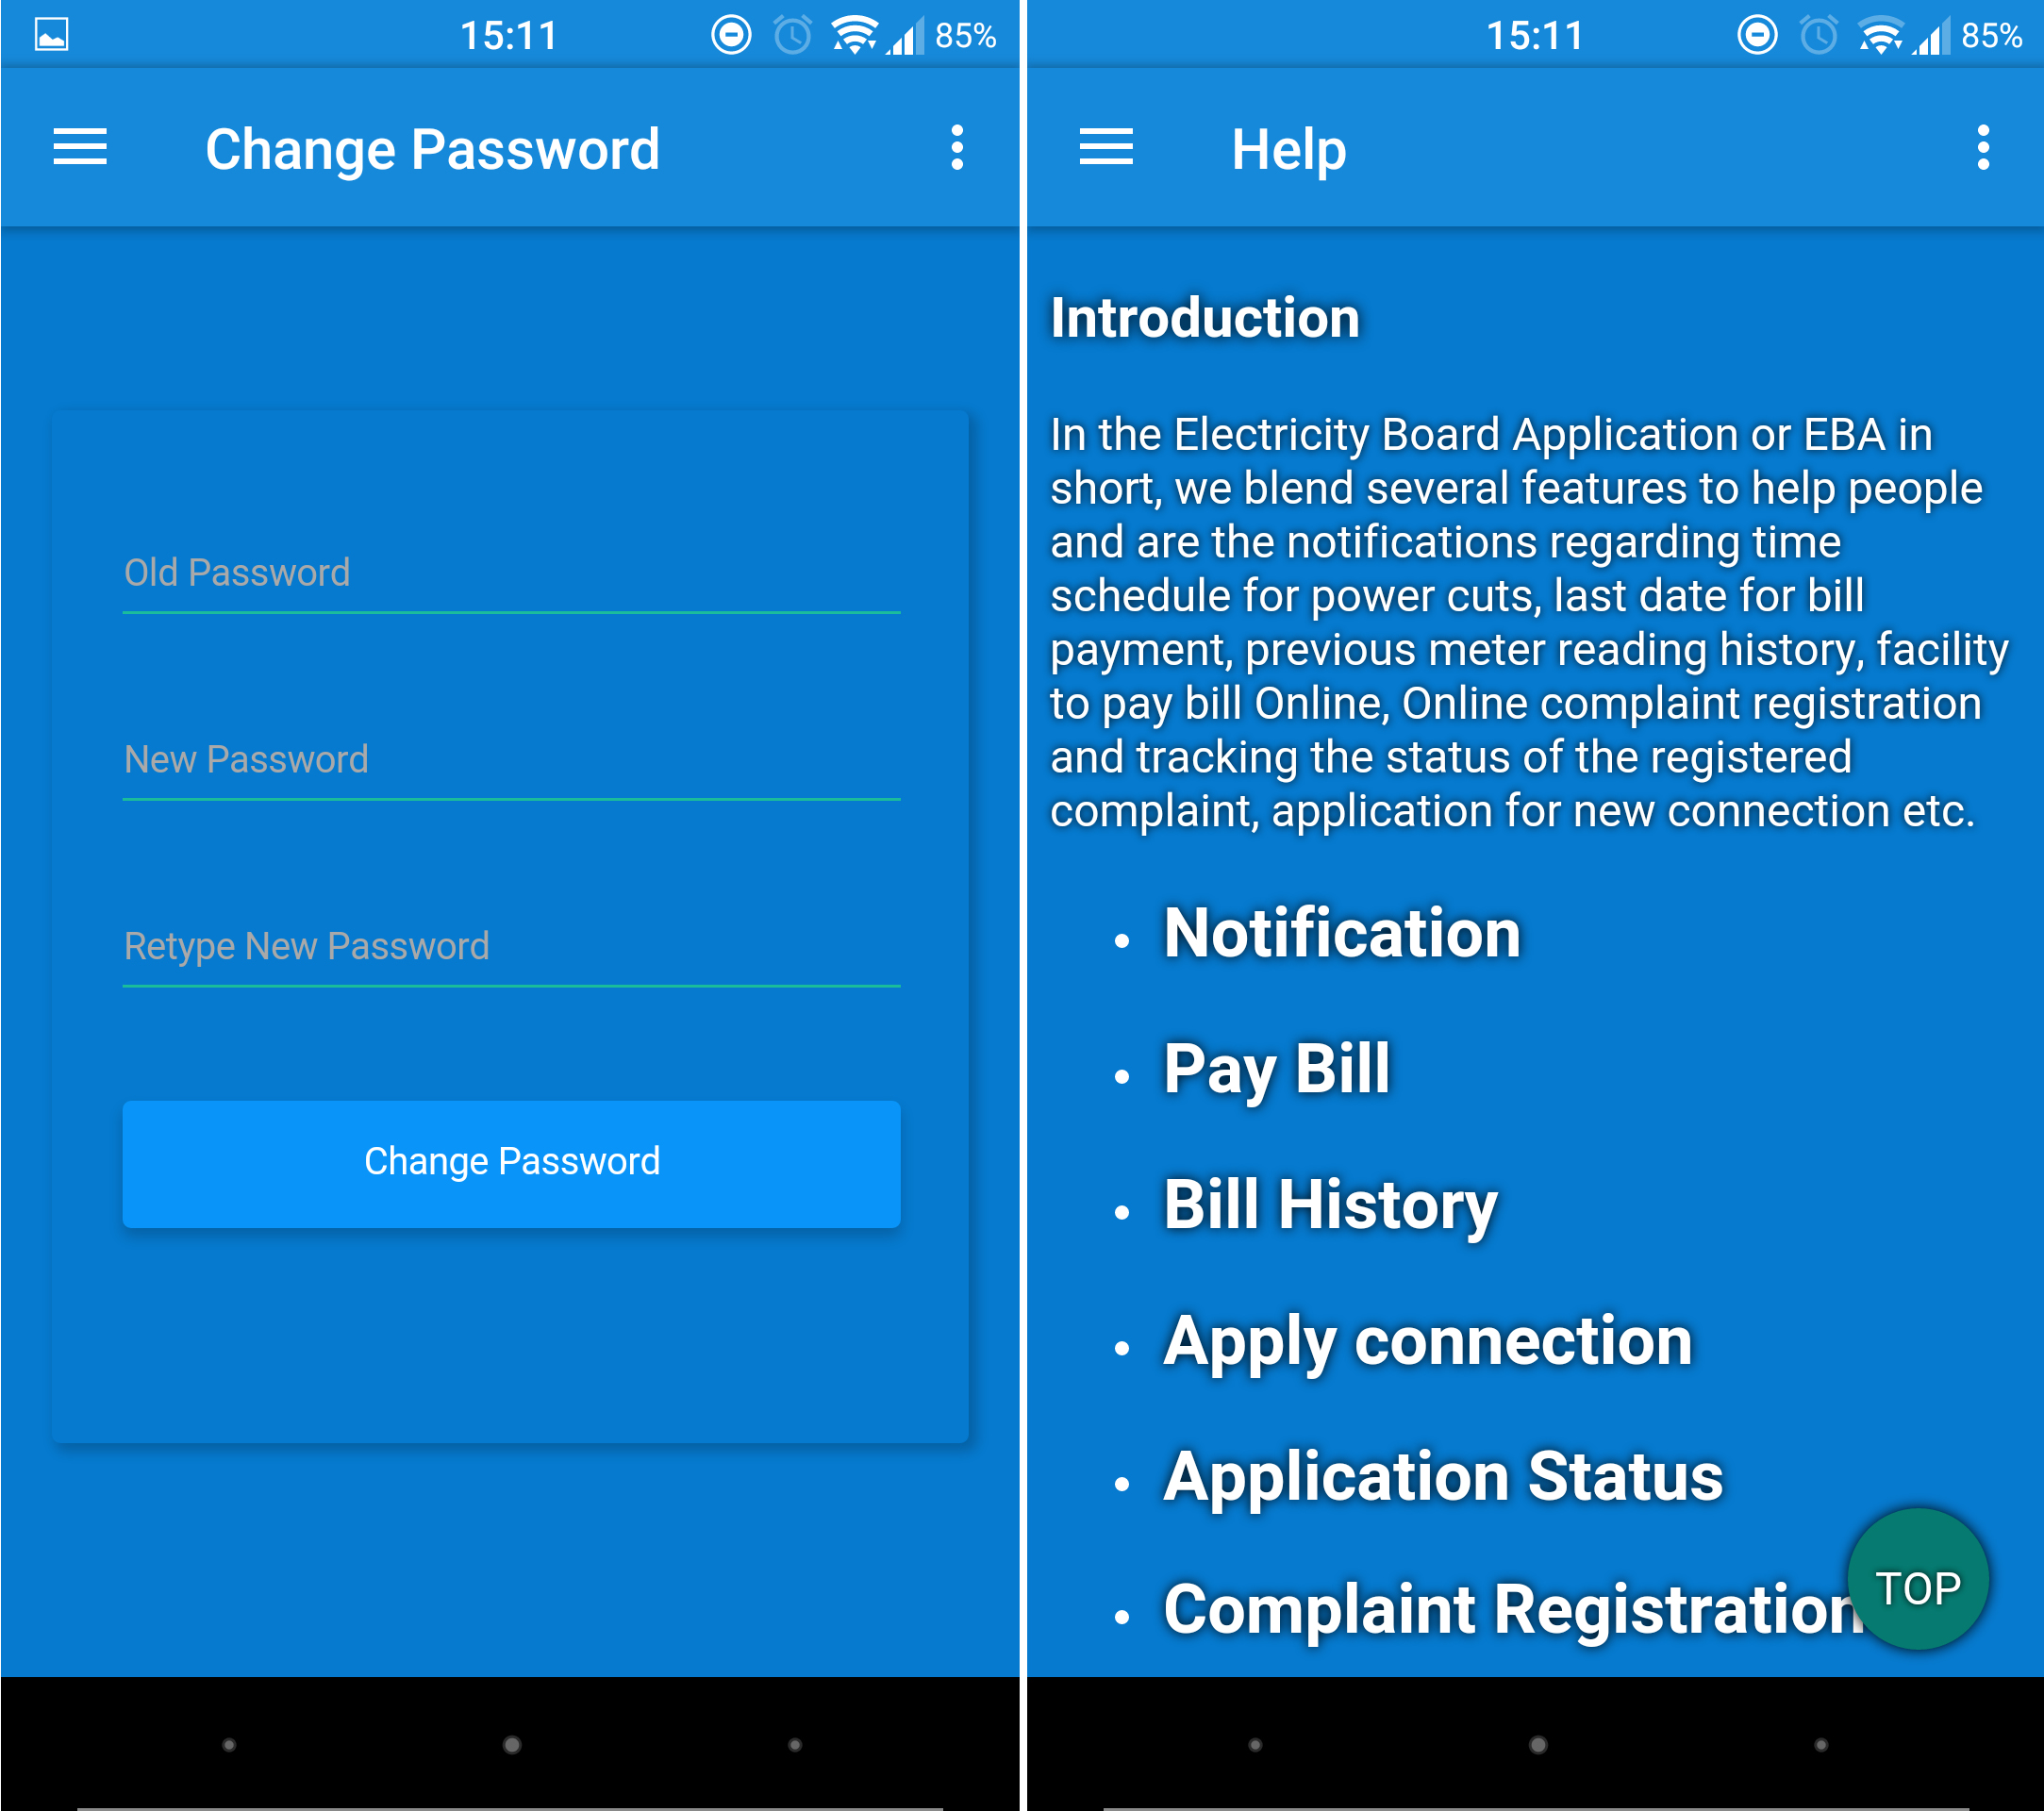 15:11
85%
Change Password
Old Password
New Password
Retype New Password
Change Password
15:11
85%
Help
Introduction
In the Electricity Board Application or EBA in
short, we blend several features to help people
and are the notifications regarding time
schedule for power cuts, last date for bill
payment, previous meter reading history, facility
to pay bill Online, Online complaint registration
and tracking the status of the registered
complaint, application for new connection etc.
• Notification
• Pay Bill
• Bill History
• Apply connection
• Application Status
• Complaint Registration
TOP